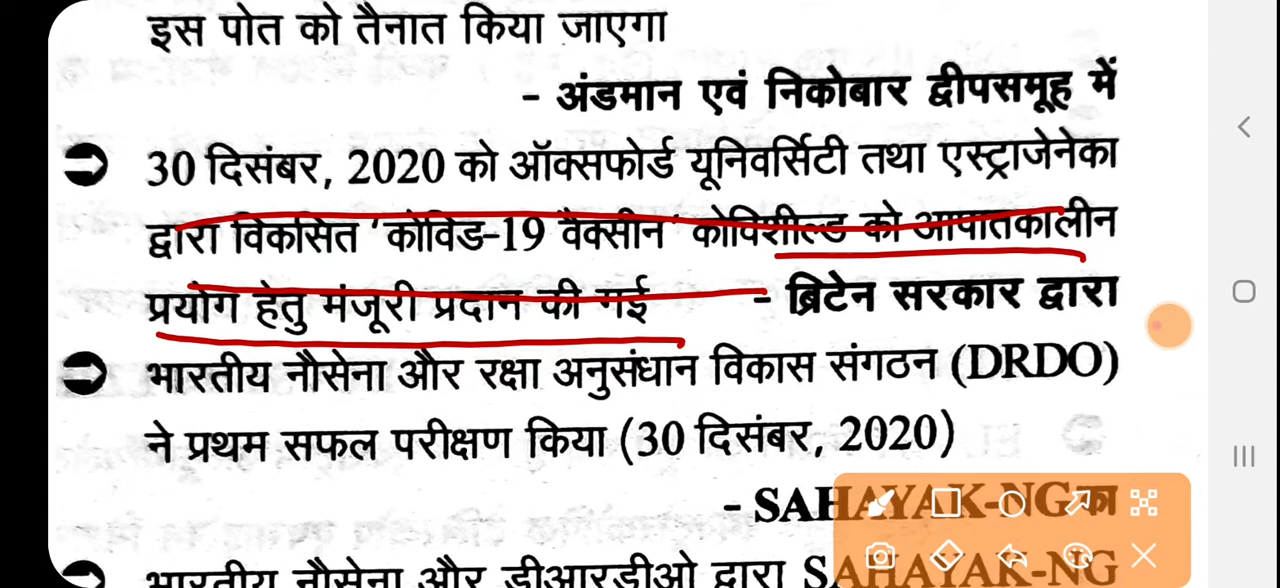 इस पोत को तैनात किया जाएगा
- अंडमान एवं निकोबार द्वीपसमूह में
30 दिसंबर, 2020 को ऑक्सफोर्ड यूनिवर्सिटी तथा एस्ट्राजेनेका
द्वारा विकसित 'कोविड-19 वैक्सीन' कोविशील्ड को आपातकालीन
प्रयोग हेतु मंजूरी प्रदान की गई - ब्रिटेन सरकार द्वारा
भारतीय नौसेना और रक्षा अनुसंधान विकास संगठन (DRDO)
ने प्रथम सफल परीक्षण किया (30 दिसंबर, 2020)
- SAHAYAK-NG का
भारतीय नौसेना और डीआरडीओ द्वारा SAHAYAK-NG